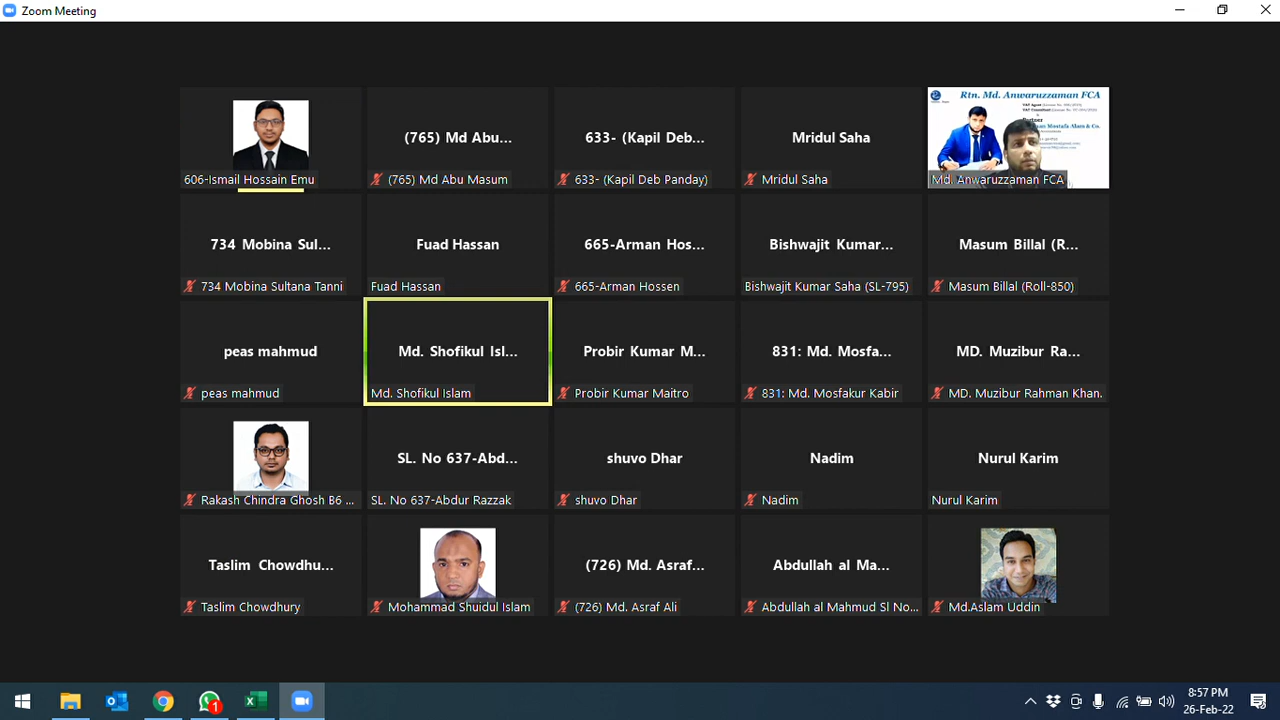 Zoom Meeting
Rtn. Md. Anwaruzzaman FCA
Partner
(765) Md Abu...
633- (Kapil Deb...
Mridul Saha
606-Ismail Hossain Emu
(765) Md Abu Masum
633- (Kapil Deb Panday)
Mridul Saha
Md. Anwaruzzaman FCA
734 Mobina Sul...
Fuad Hassan
665-Arman Hos...
Bishwajit Kumar...
Masum Billal (R...
734 Mobina Sultana Tanni
Fuad Hassan
665-Arman Hossen
Bishwajit Kumar Saha (SL-795)
Masum Billal (Roll-850)
peas mahmud
Md. Shofikul Isl...
Probir Kumar M...
831: Md. Mosfa...
MD. Muzibur Ra...
peas mahmud
Md. Shofikul Islam
Probir Kumar Maitro
831: Md. Mosfakur Kabir
MD. Muzibur Rahman Khan.
SL. No 637-Abd...
shuvo Dhar
Nadim
Nurul Karim
Rakash Chindra Ghosh B6 ...
SL. No 637-Abdur Razzak
shuvo Dhar
Nadim
Nurul Karim
Taslim Chowdhu...
(726) Md. Asraf...
Abdullah al Ma...
Taslim Chowdhury
Mohammad Shuidul Islam
(726) Md. Asraf Ali
Abdullah al Mahmud Sl No...
Md.Aslam Uddin
1
8:57 PM
26-Feb-22